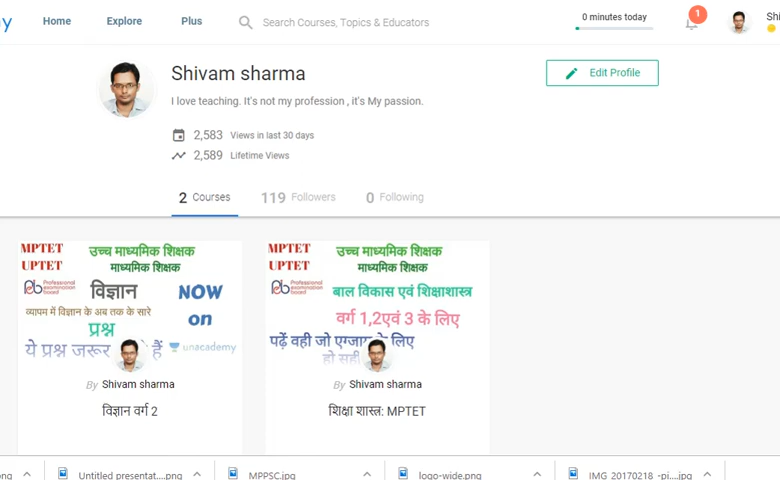 Home Explore Plus Search Courses, Topics & Educators 0 minutes today 1 Shi
Shivam sharma
Edit Profile
I love teaching. It's not my profession , it's My passion.
2,583 Views in last 30 days
2,589 Lifetime Views
2 Courses 119 Followers 0 Following
MPTET उच्च माध्यमिक शिक्षक
UPTET माध्यमिक शिक्षक
Professional examination board विज्ञान NOW
व्यापम में विज्ञान के अब तक के सारे
प्रश्न on
ये प्रश्न जरूर हैं unacademy
By Shivam sharma
विज्ञान वर्ग 2
MPTET उच्च माध्यमिक शिक्षक
UPTET माध्यमिक शिक्षक
Professional examination board बाल विकास एवं शिक्षाशास्त्र
वर्ग 1,2एवं 3 के लिए
पढ़ें वही जो एग्जाम के लिए
हो सही
By Shivam sharma
शिक्षा शास्त्र: MPTET
Untitled presentat....png MPPSC.jpg logo-wide.png IMG_20170218_-pi....jpg